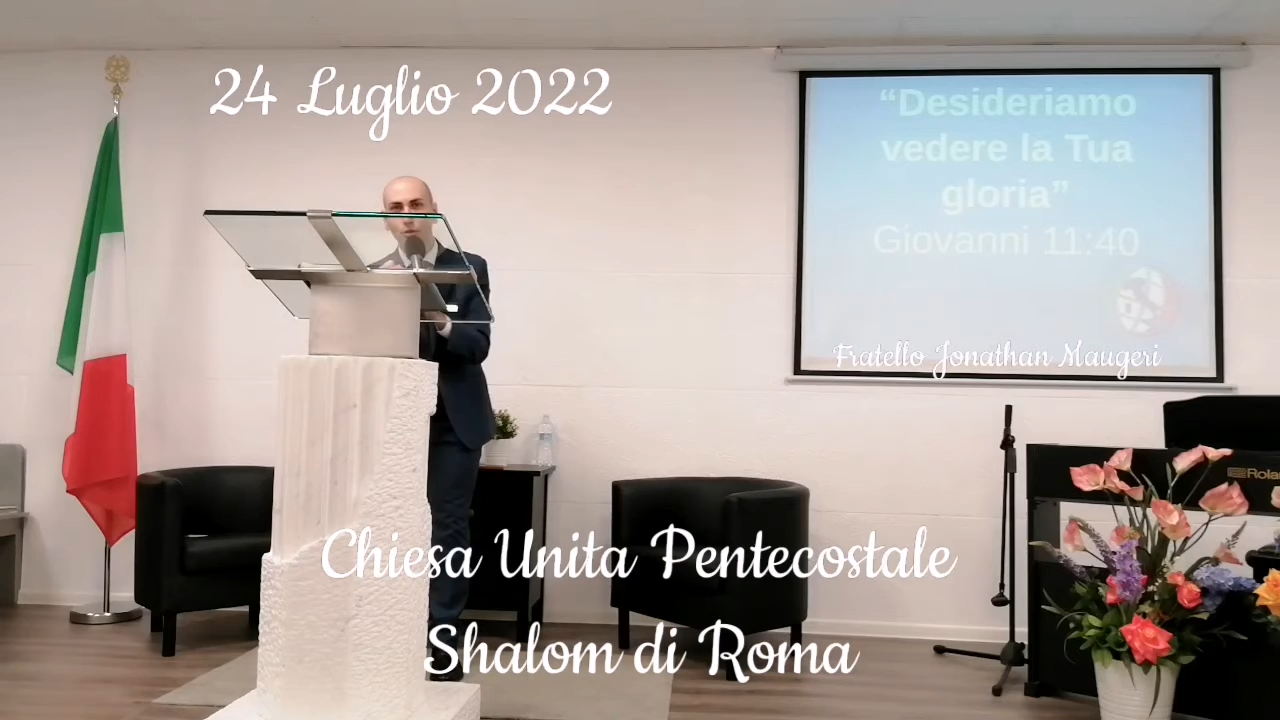 24 Luglio 2022
“Desideriamo
vedere la Tua
gloria”
Giovanni 11:40
Fratello Jonathan Maugeri
Roland
Chiesa Unita Pentecostale
Shalom di Roma